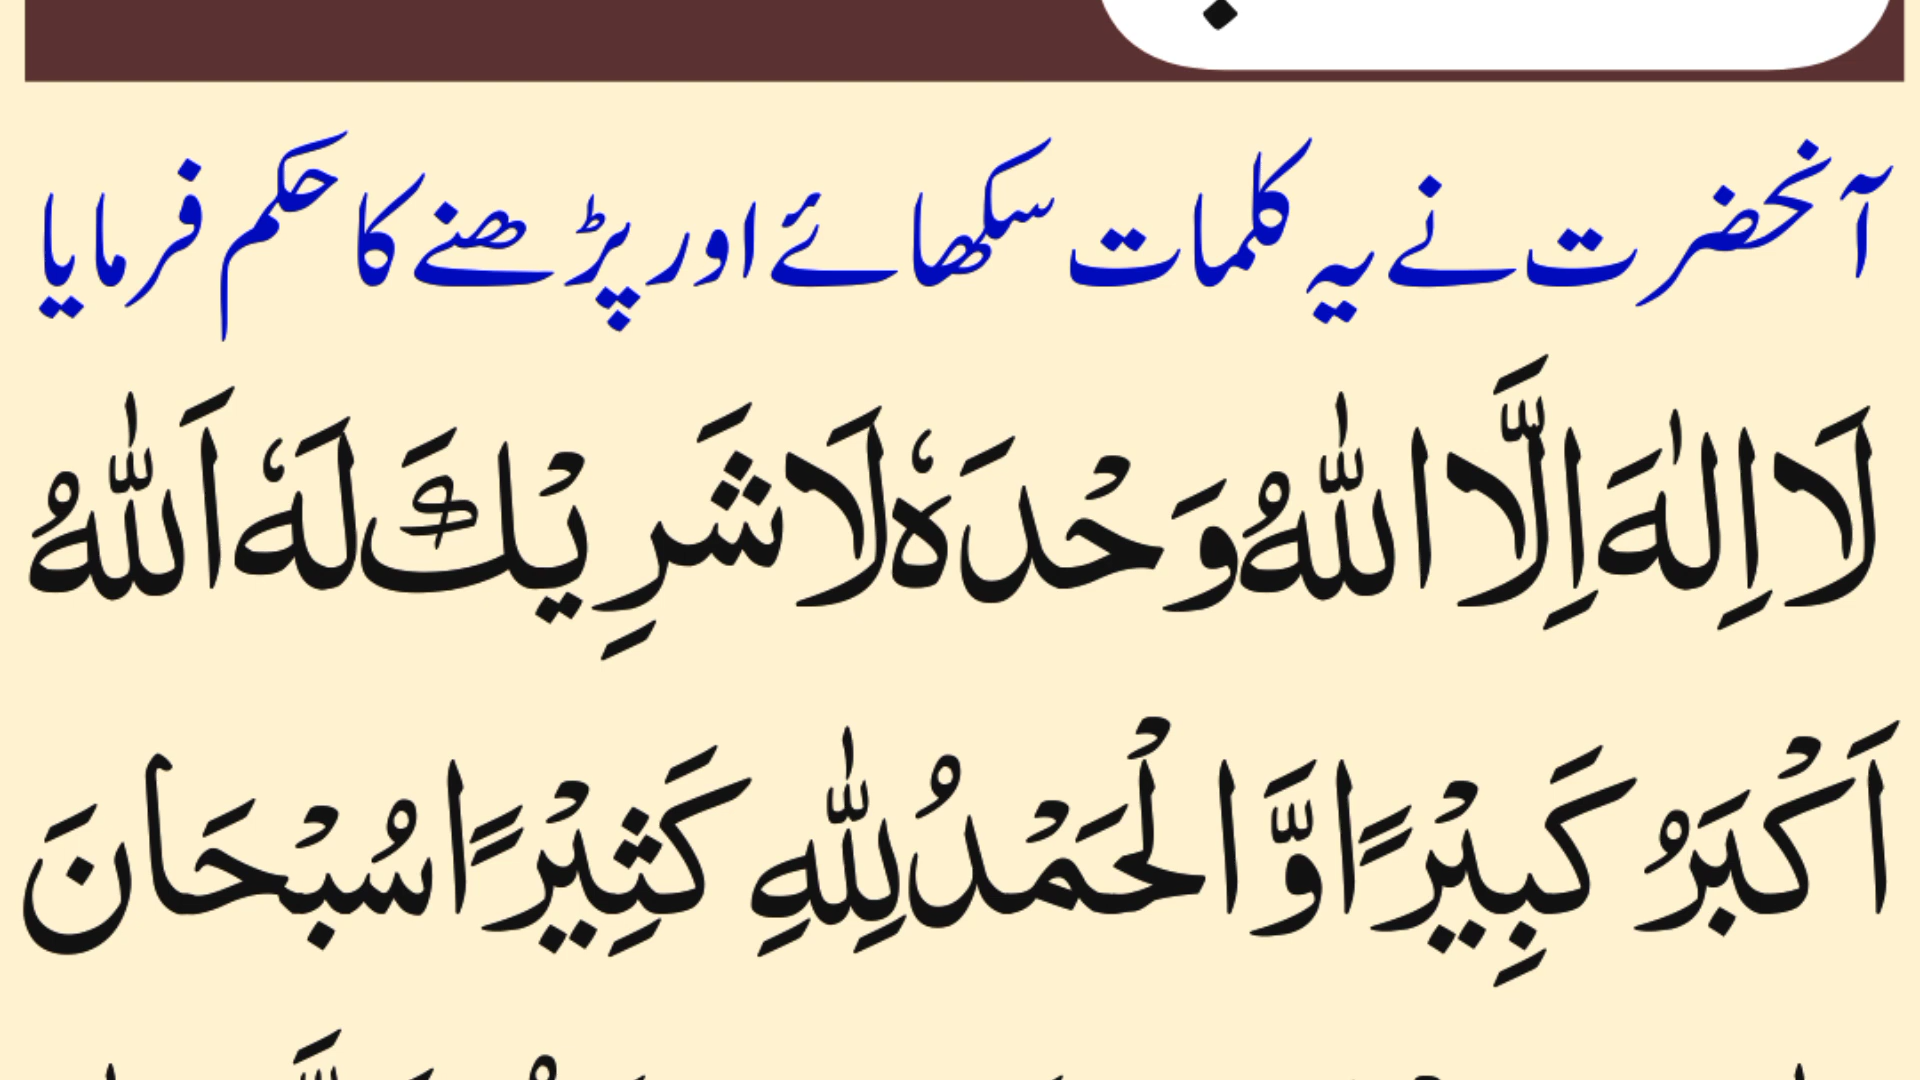 آنحضرت نے یہ کلمات سکھائے اور پڑھنے کا حکم فرمایا
لَا اِلٰهَ اِلَّا اللّٰهُ وَحْدَهٗ لَا شَرِيْكَ لَهٗ اَللّٰهُ
اَكْبَرُ كَبِيْرًا وَّالْحَمْدُ لِلّٰهِ كَثِيْرًا سُبْحَانَ